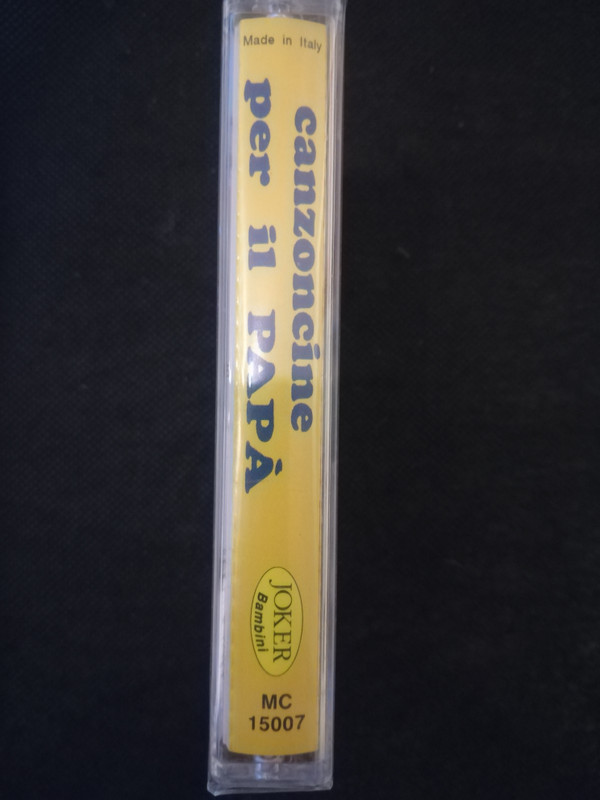 Made in Italy
canzoncine
per il PAPÀ
JOKER
Bambini
MC
15007